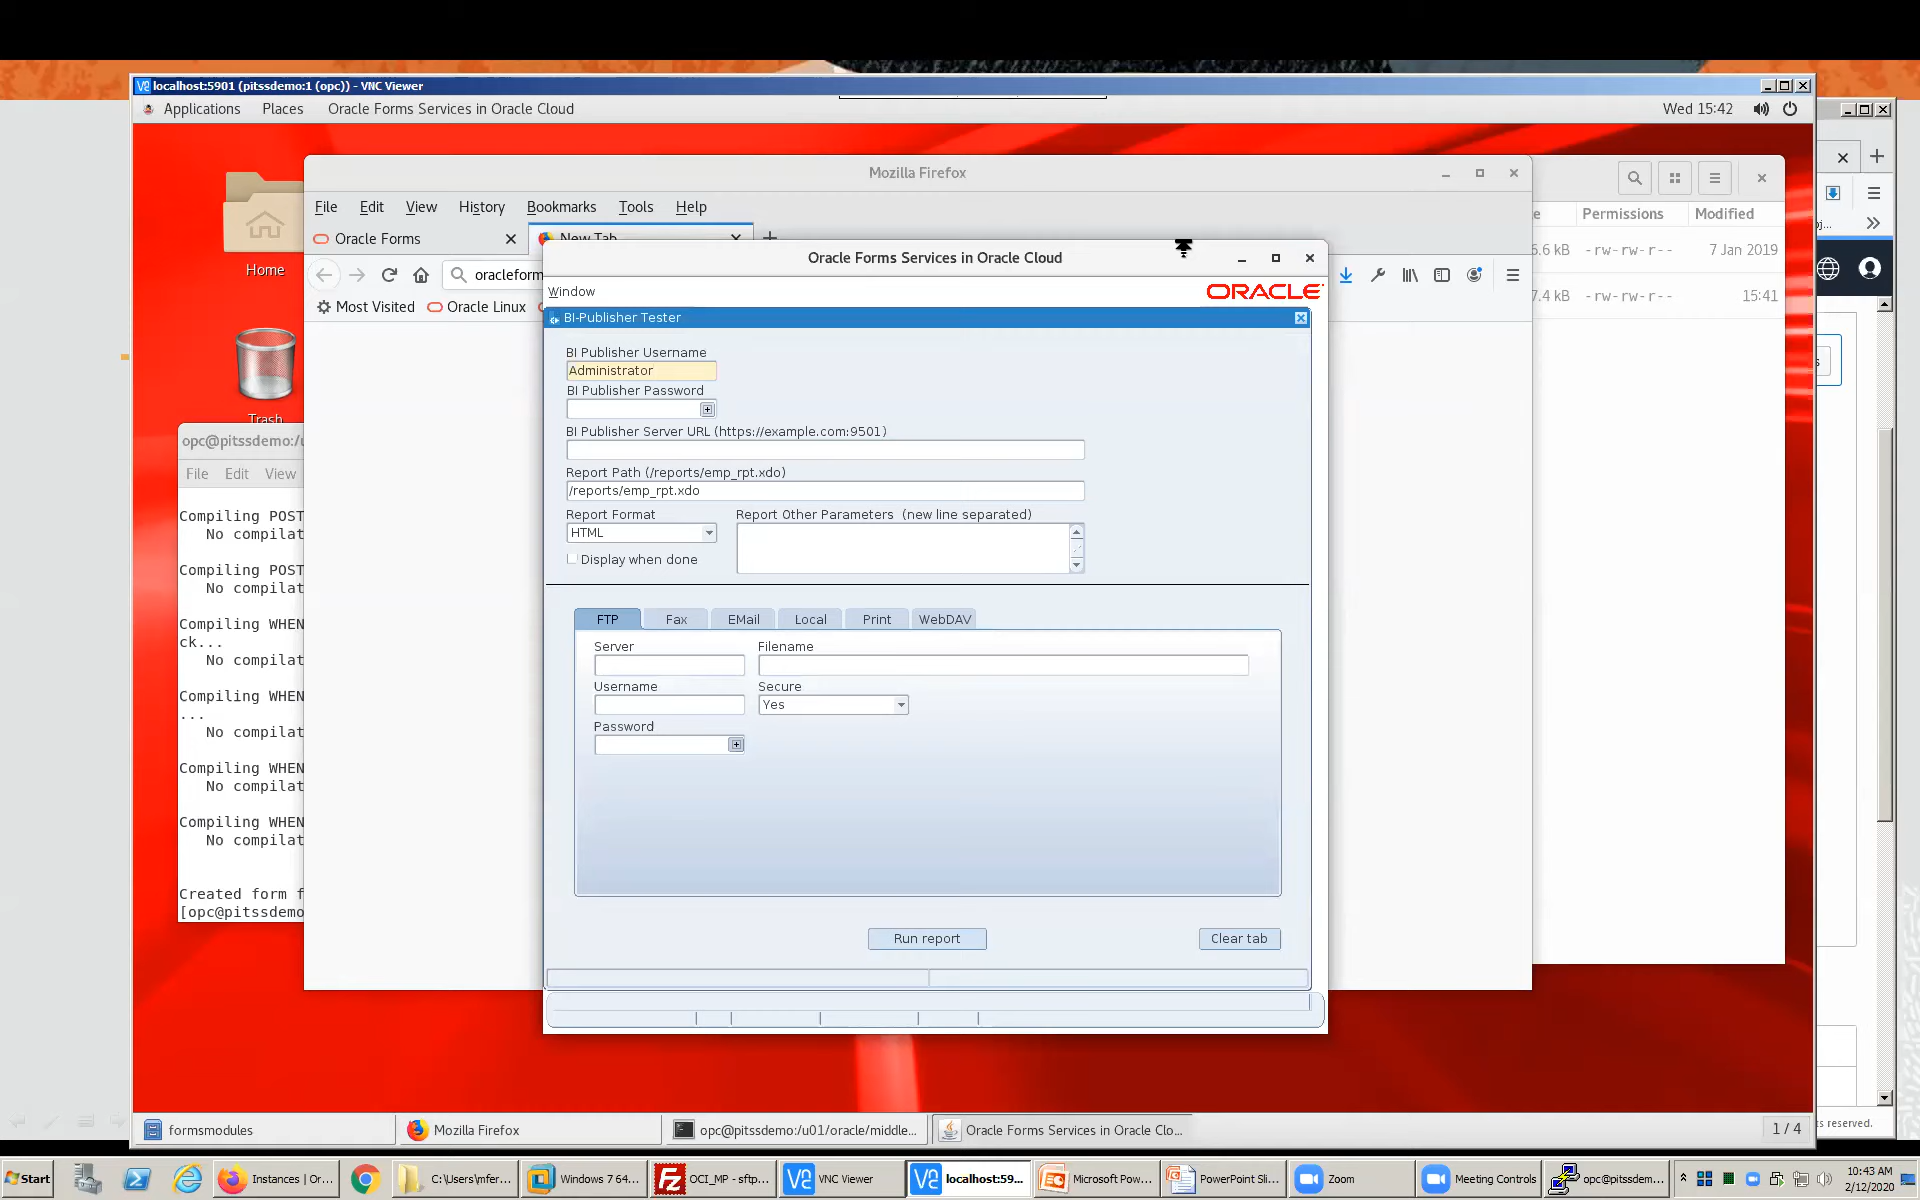 localhost:5901 (pitssdemo:1 (opc)) - VNC Viewer
Applications Places Oracle Forms Services in Oracle Cloud Wed 15:42
Mozilla Firefox
File Edit View History Bookmarks Tools Help
Oracle Forms New Tab
oracleform
Most Visited Oracle Linux
Permissions Modified
6.6 kB -rw-rw-r-- 7 Jan 2019
7.4 kB -rw-rw-r-- 15:41
Home
Trash
opc@pitssdemo:/u
File Edit View
Compiling POST
No compilat
Compiling POST
No compilat
Compiling WHEN
ck...
No compilat
Compiling WHEN
...
No compilat
Compiling WHEN
No compilat
Compiling WHEN
No compilat
Created form f
[opc@pitssdemo
Oracle Forms Services in Oracle Cloud
Window ORACLE
BI-Publisher Tester
BI Publisher Username
Administrator
BI Publisher Password
BI Publisher Server URL (https://example.com:9501)
Report Path (/reports/emp_rpt.xdo)
/reports/emp_rpt.xdo
Report Format Report Other Parameters (new line separated)
HTML
Display when done
FTP Fax EMail Local Print WebDAV
Server Filename
Username Secure
Yes
Password
Run report Clear tab
formsmodules Mozilla Firefox opc@pitssdemo:/u01/oracle/middle... Oracle Forms Services in Oracle Clo... 1 / 4
s reserved.
Start Instances | Or... C:\Users\mfer... Windows 7 64... OCI_MP - sftp... VNC Viewer localhost:59... Microsoft Pow... PowerPoint Sli... Zoom Meeting Controls opc@pitssdem... 10:43 AM
2/12/2020